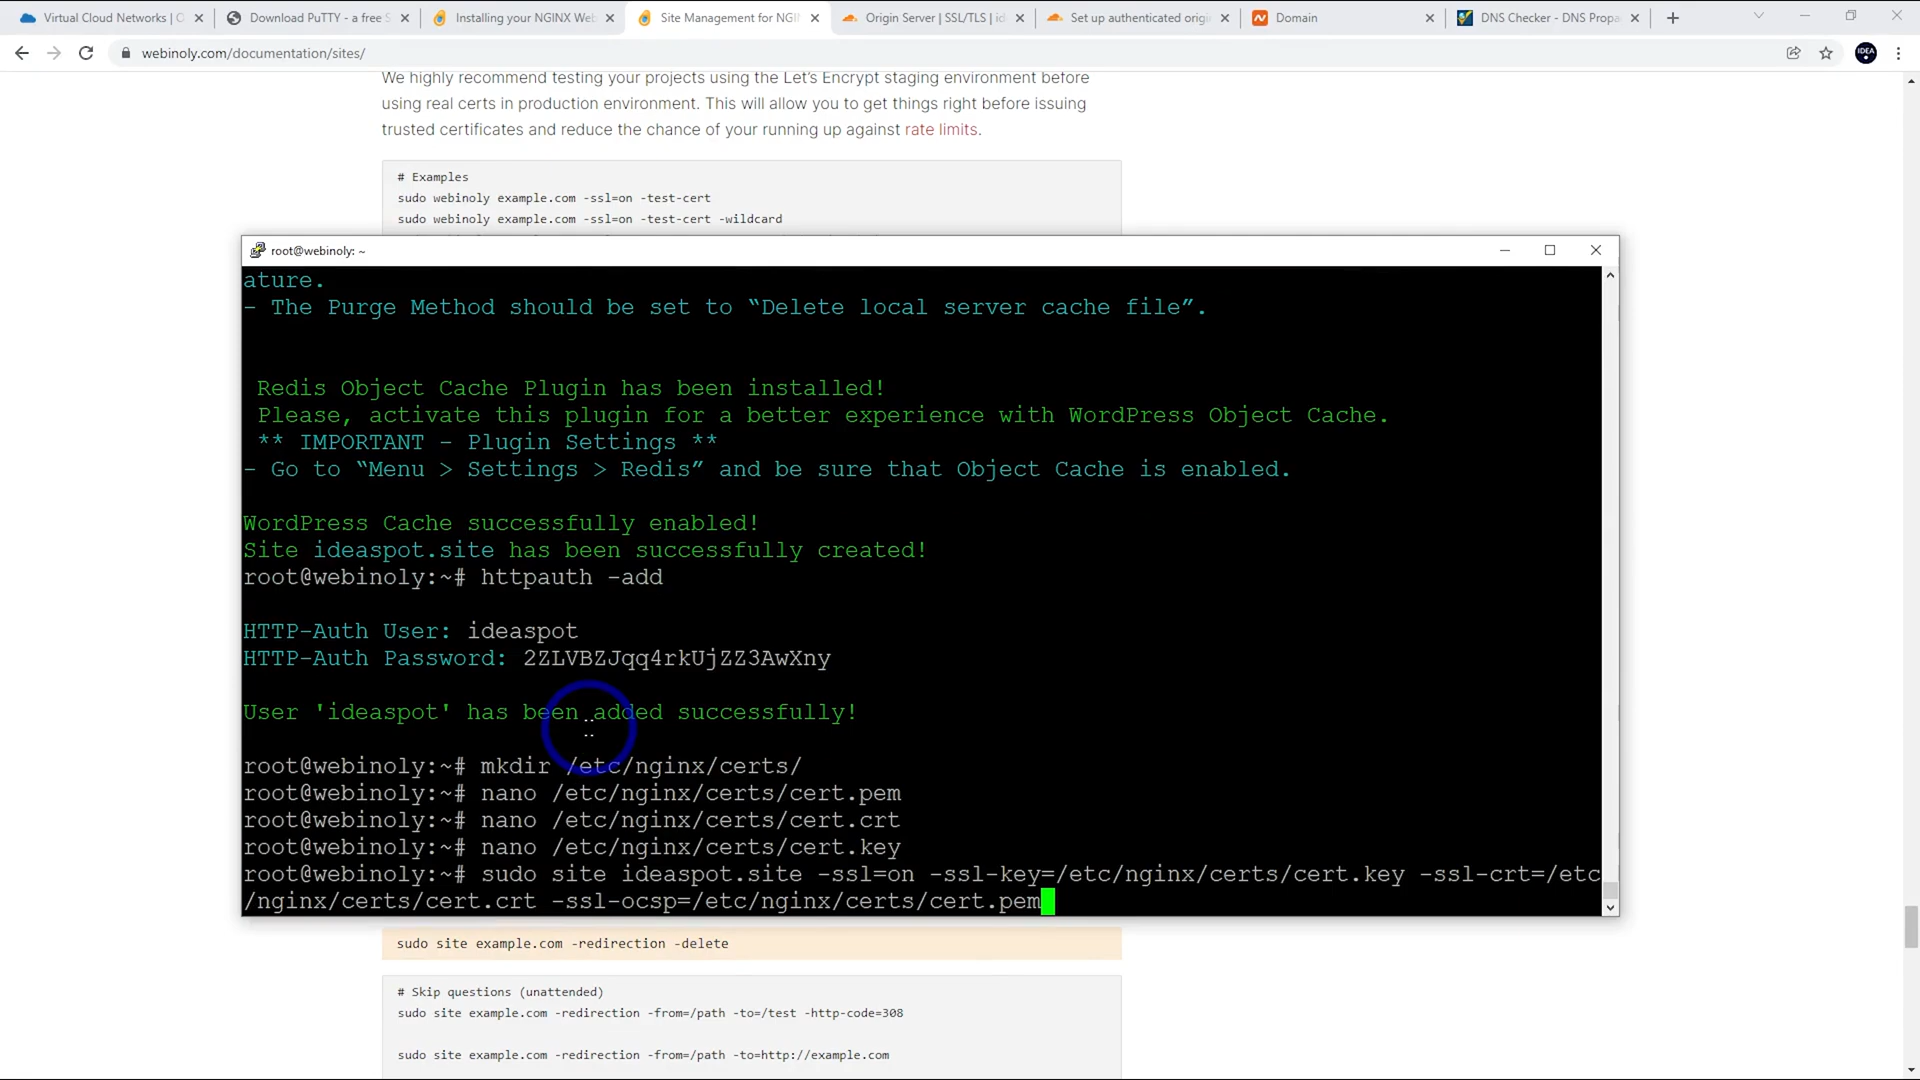 Virtual Cloud Networks | O
Download PuTTY - a free S
Installing your NGINX Web
Site Management for NGIN
Origin Server | SSL/TLS | id
Set up authenticated origi
Domain
DNS Checker - DNS Propa
webinoly.com/documentation/sites/
IDEA
We highly recommend testing your projects using the Let's Encrypt staging environment before
using real certs in production environment. This will allow you to get things right before issuing
trusted certificates and reduce the chance of your running up against rate limits.
# Examples
sudo webinoly example.com -ssl=on -test-cert
sudo webinoly example.com -ssl=on -test-cert -wildcard
root@webinoly: ~
ature.
- The Purge Method should be set to “Delete local server cache file”.
Redis Object Cache Plugin has been installed!
Please, activate this plugin for a better experience with WordPress Object Cache.
** IMPORTANT - Plugin Settings **
- Go to “Menu > Settings > Redis” and be sure that Object Cache is enabled.
WordPress Cache successfully enabled!
Site ideaspot.site has been successfully created!
root@webinoly:~# httpauth -add
HTTP-Auth User: ideaspot
HTTP-Auth Password: 2ZLVBZJqq4rkUjZZ3AwXny
User 'ideaspot' has been added successfully!
root@webinoly:~# mkdir /etc/nginx/certs/
root@webinoly:~# nano /etc/nginx/certs/cert.pem
root@webinoly:~# nano /etc/nginx/certs/cert.crt
root@webinoly:~# nano /etc/nginx/certs/cert.key
root@webinoly:~# sudo site ideaspot.site -ssl=on -ssl-key=/etc/nginx/certs/cert.key -ssl-crt=/etc
/nginx/certs/cert.crt -ssl-ocsp=/etc/nginx/certs/cert.pem
sudo site example.com -redirection -delete
# Skip questions (unattended)
sudo site example.com -redirection -from=/path -to=/test -http-code=308
sudo site example.com -redirection -from=/path -to=http://example.com